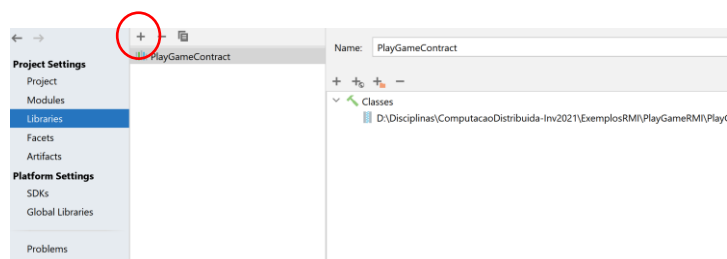 Project Settings
Project
Modules
Libraries
Facets
Artifacts
Platform Settings
SDKs
Global Libraries
Problems
PlayGameContract
Name: PlayGameContract
Classes
D:\Disciplinas\ComputacaoDistribuida-Inv2021\ExemplosRMI\PlayGameRMI\Play